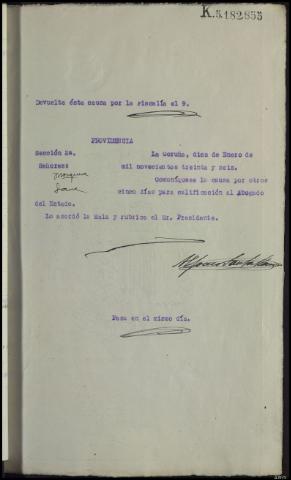 K.5182855
Devuelta ésta causa por la Fiscalía el 9.
PROVIDENCIA
Sección 2a. La Coruña, diez de Enero de
Señores: mil novecientos treinta y seis.
Comuníquese la causa por otros
cinco días para calificación al Abogado
del Estado.
Lo acordó la Sala y rubrica el Sr. Presidente.
Pasa en el mismo día.